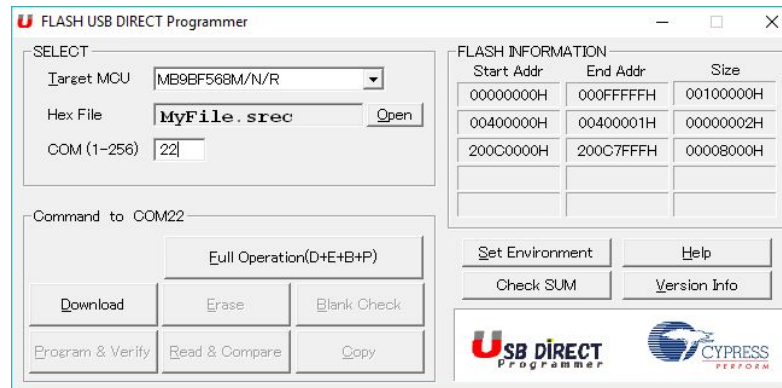 FLASH USB DIRECT Programmer
SELECT
Target MCU MB9BF568M/N/R
Hex File MyFile.srec Open
COM (1-256) 22
Command to COM22
Full Operation(D+E+B+P)
Download Erase Blank Check
Program & Verify Read & Compare Copy
FLASH INFORMATION
Start Addr End Addr Size
00000000H 000FFFFFH 00100000H
00400000H 00400001H 00000002H
200C0000H 200C7FFFH 00008000H
Set Environment Help
Check SUM Version Info
USB DIRECT
Programmer
CYPRESS
PERFORM